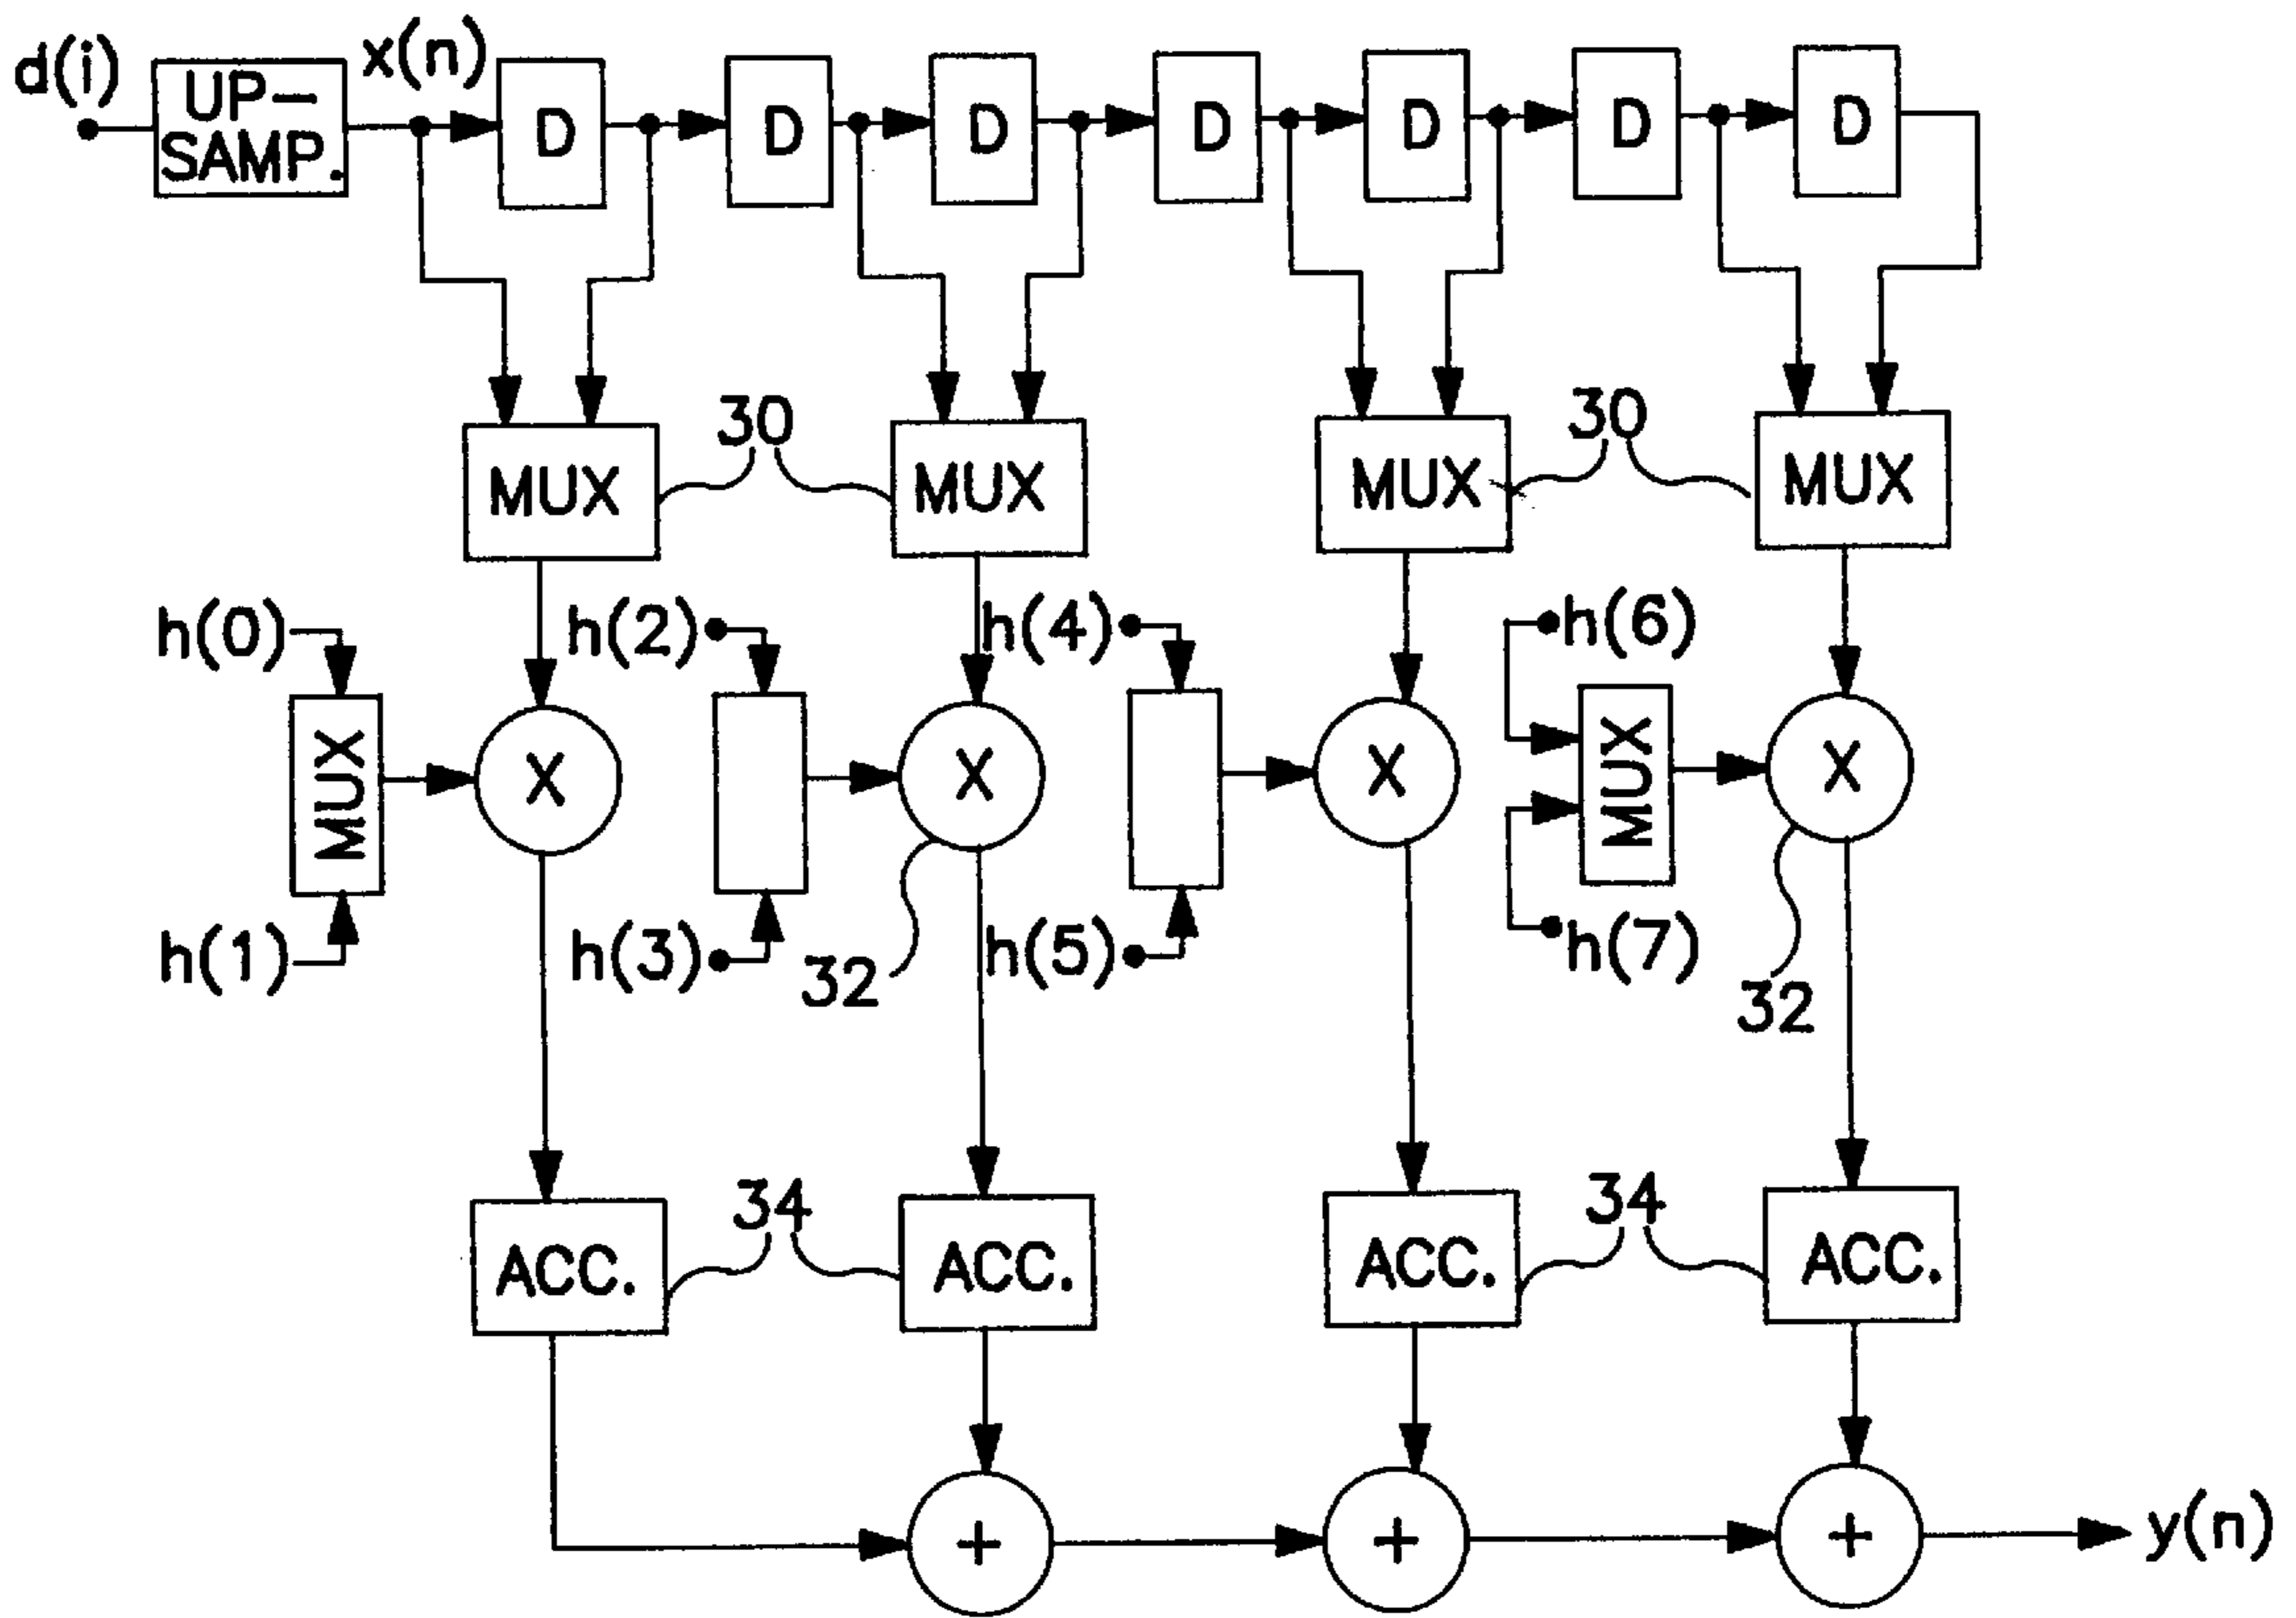 d(i)
UP-
SAMP.
x(n)
D
D
D
D
D
D
D
MUX
30
MUX
MUX
30
MUX
h(0)
MUX
h(1)
X
h(2)
h(3)
X
32
h(4)
h(5)
X
h(6)
MUX
h(7)
X
32
ACC.
34
ACC.
ACC.
34
ACC.
+
+
+
y(n)